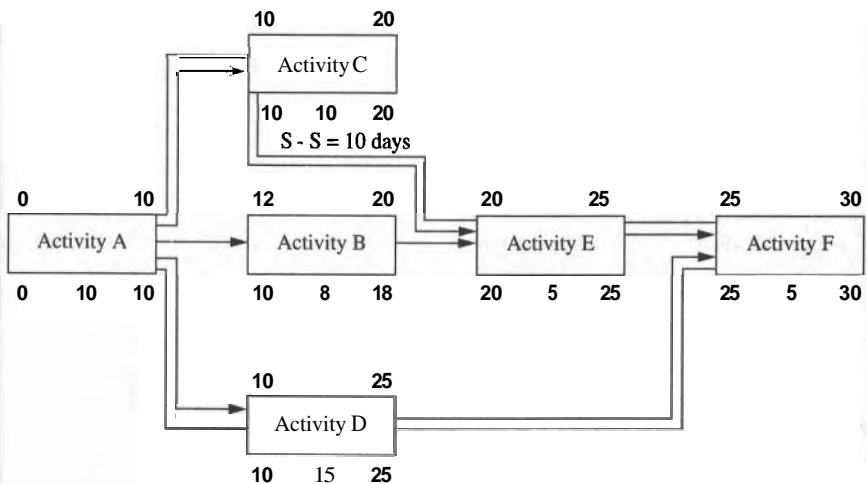 10 20
Activity C
10 10 20
S - S = 10 days
0 10
Activity A
0 10 10
12 20
Activity B
10 8 18
20 25
Activity E
20 5 25
25 30
Activity F
25 5 30
10 25
Activity D
10 15 25